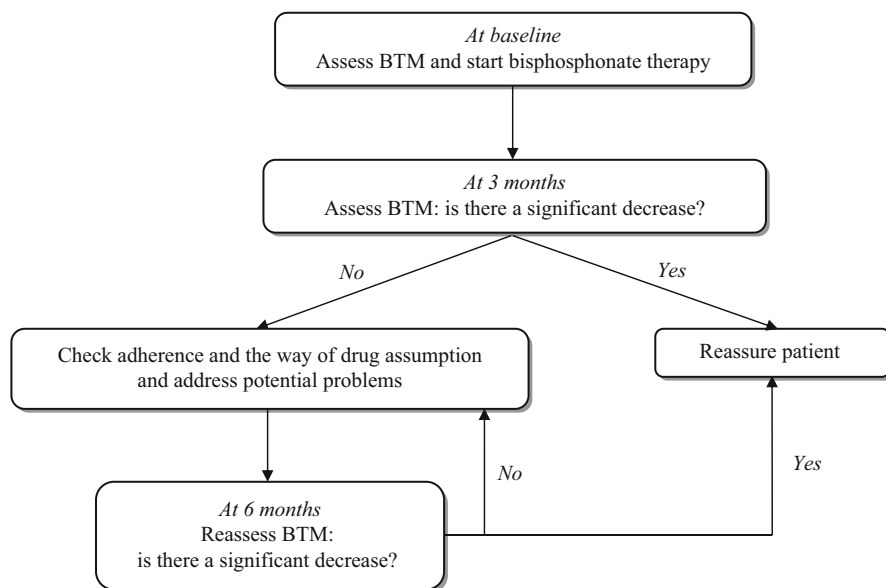 At baseline
Assess BTM and start bisphosphonate therapy
At 3 months
Assess BTM: is there a significant decrease?
No
Yes
Check adherence and the way of drug assumption
and address potential problems
Reassure patient
No
Yes
At 6 months
Reassess BTM:
is there a significant decrease?